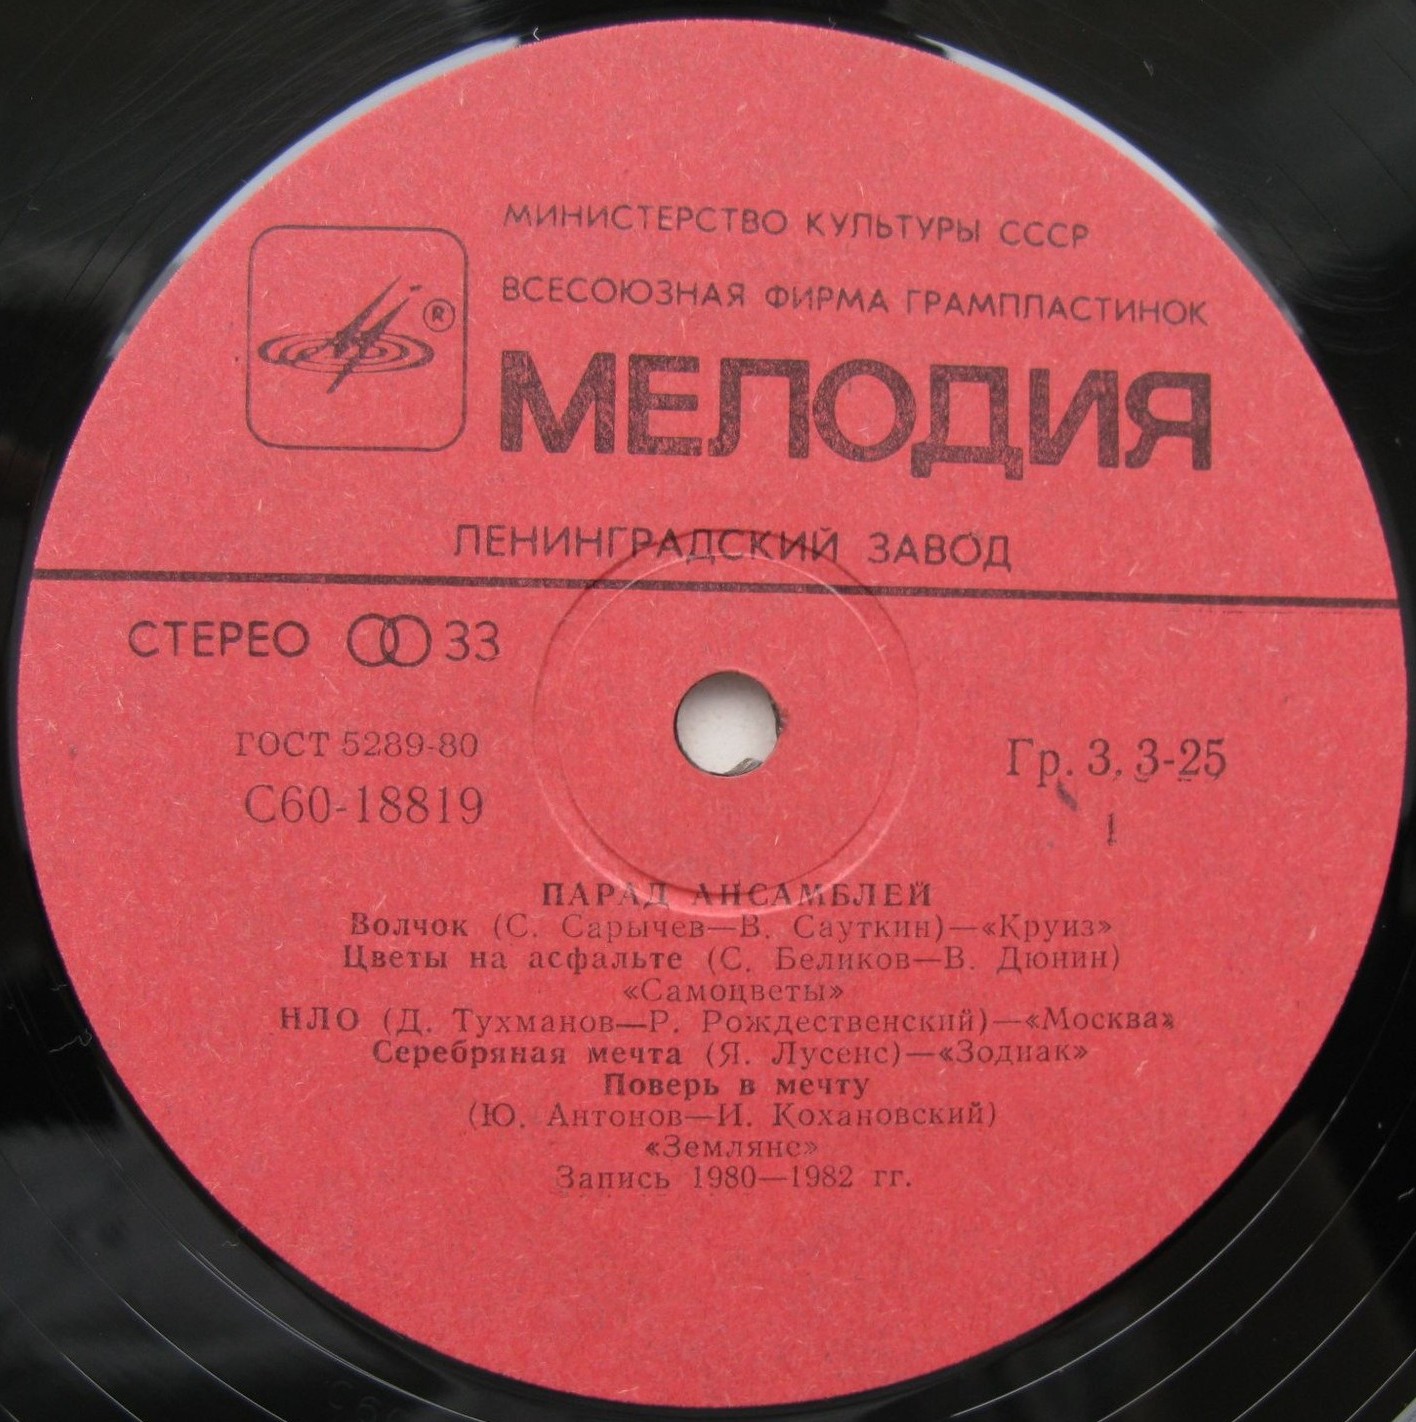 МИНИСТЕРСТВО КУЛЬТУРЫ СССР
ВСЕСОЮЗНАЯ ФИРМА ГРАМПЛАСТИНОК
®
МЕЛОДИЯ
ЛЕНИНГРАДСКИЙ ЗАВОД
СТЕРЕО 33
ГОСТ 5289-80
Гр. 3, 3-25
С60-18819
1
ПАРАД АНСАМБЛЕЙ
Волчок (С. Сарычев—В. Сауткин)—«Круиз»
Цветы на асфальте (С. Беликов—В. Дюнин)
«Самоцветы»
НЛО (Д. Тухманов—Р. Рождественский)—«Москва»
Серебряная мечта (Я. Лусенс)—«Зодиак»
Поверь в мечту
(Ю. Антонов—И. Кохановский)
«Земляне»
Запись 1980—1982 гг.